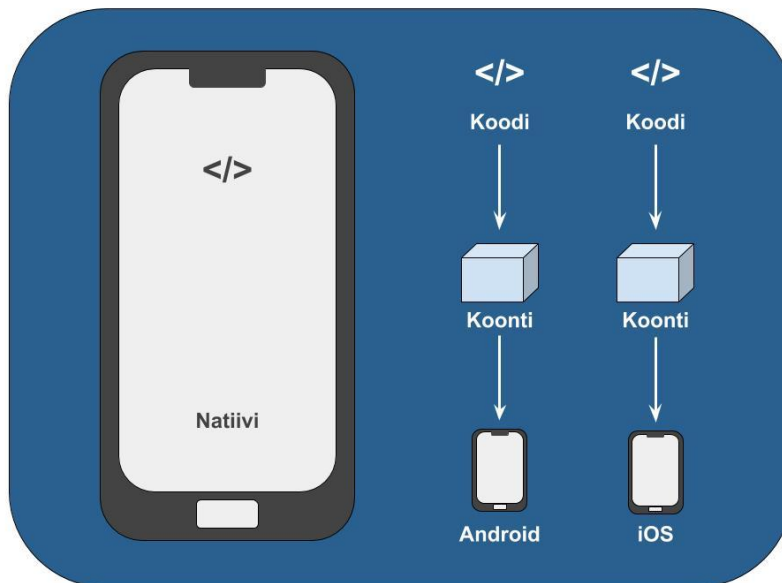 </>
Natiivi
</> </>
Koodi Koodi
Koonti Koonti
Android iOS